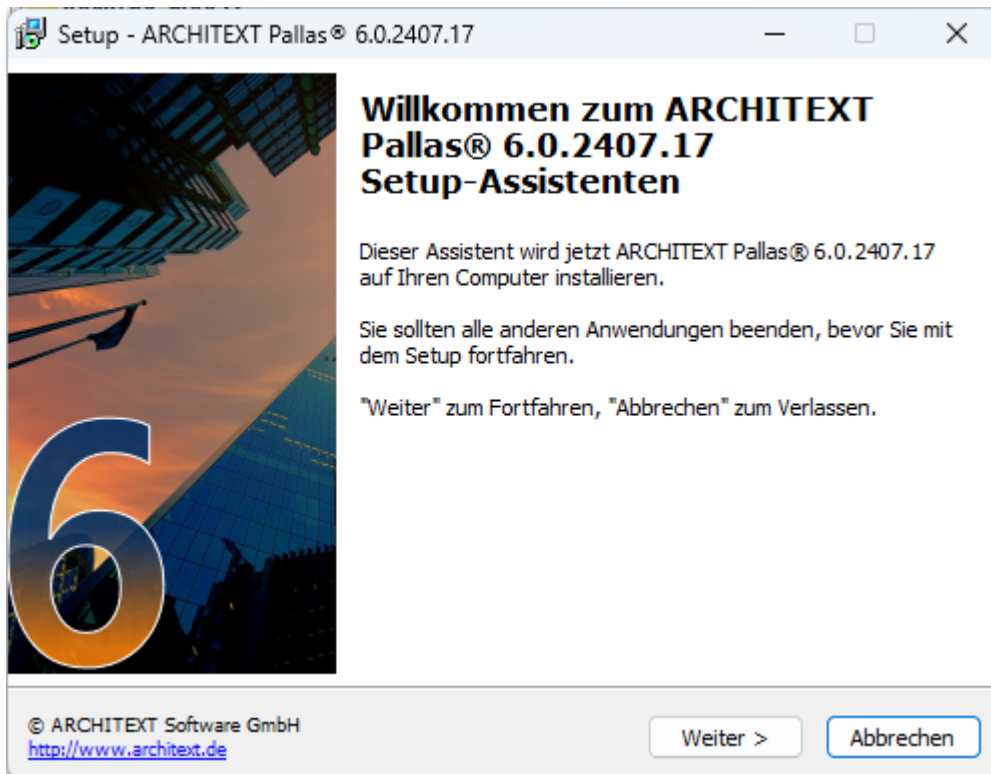 Setup - ARCHITEXT Pallas® 6.0.2407.17
Willkommen zum ARCHITEXT
Pallas® 6.0.2407.17
Setup-Assistenten
Dieser Assistent wird jetzt ARCHITEXT Pallas® 6.0.2407.17
auf Ihren Computer installieren.
Sie sollten alle anderen Anwendungen beenden, bevor Sie mit
dem Setup fortfahren.
"Weiter" zum Fortfahren, "Abbrechen" zum Verlassen.
6
© ARCHITEXT Software GmbH
http://www.architext.de
Weiter >
Abbrechen